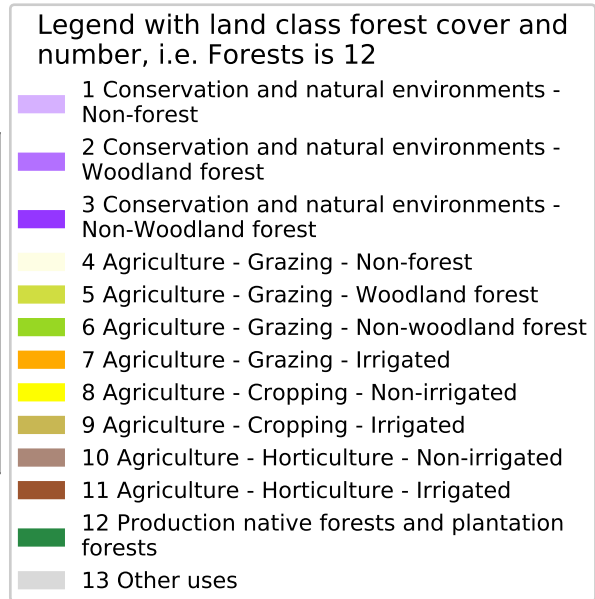 Legend with land class forest cover and
number, i.e. Forests is 12
1 Conservation and natural environments -
Non-forest
2 Conservation and natural environments -
Woodland forest
3 Conservation and natural environments -
Non-Woodland forest
4 Agriculture - Grazing - Non-forest
5 Agriculture - Grazing - Woodland forest
6 Agriculture - Grazing - Non-woodland forest
7 Agriculture - Grazing - Irrigated
8 Agriculture - Cropping - Non-irrigated
9 Agriculture - Cropping - Irrigated
10 Agriculture - Horticulture - Non-irrigated
11 Agriculture - Horticulture - Irrigated
12 Production native forests and plantation
forests
13 Other uses